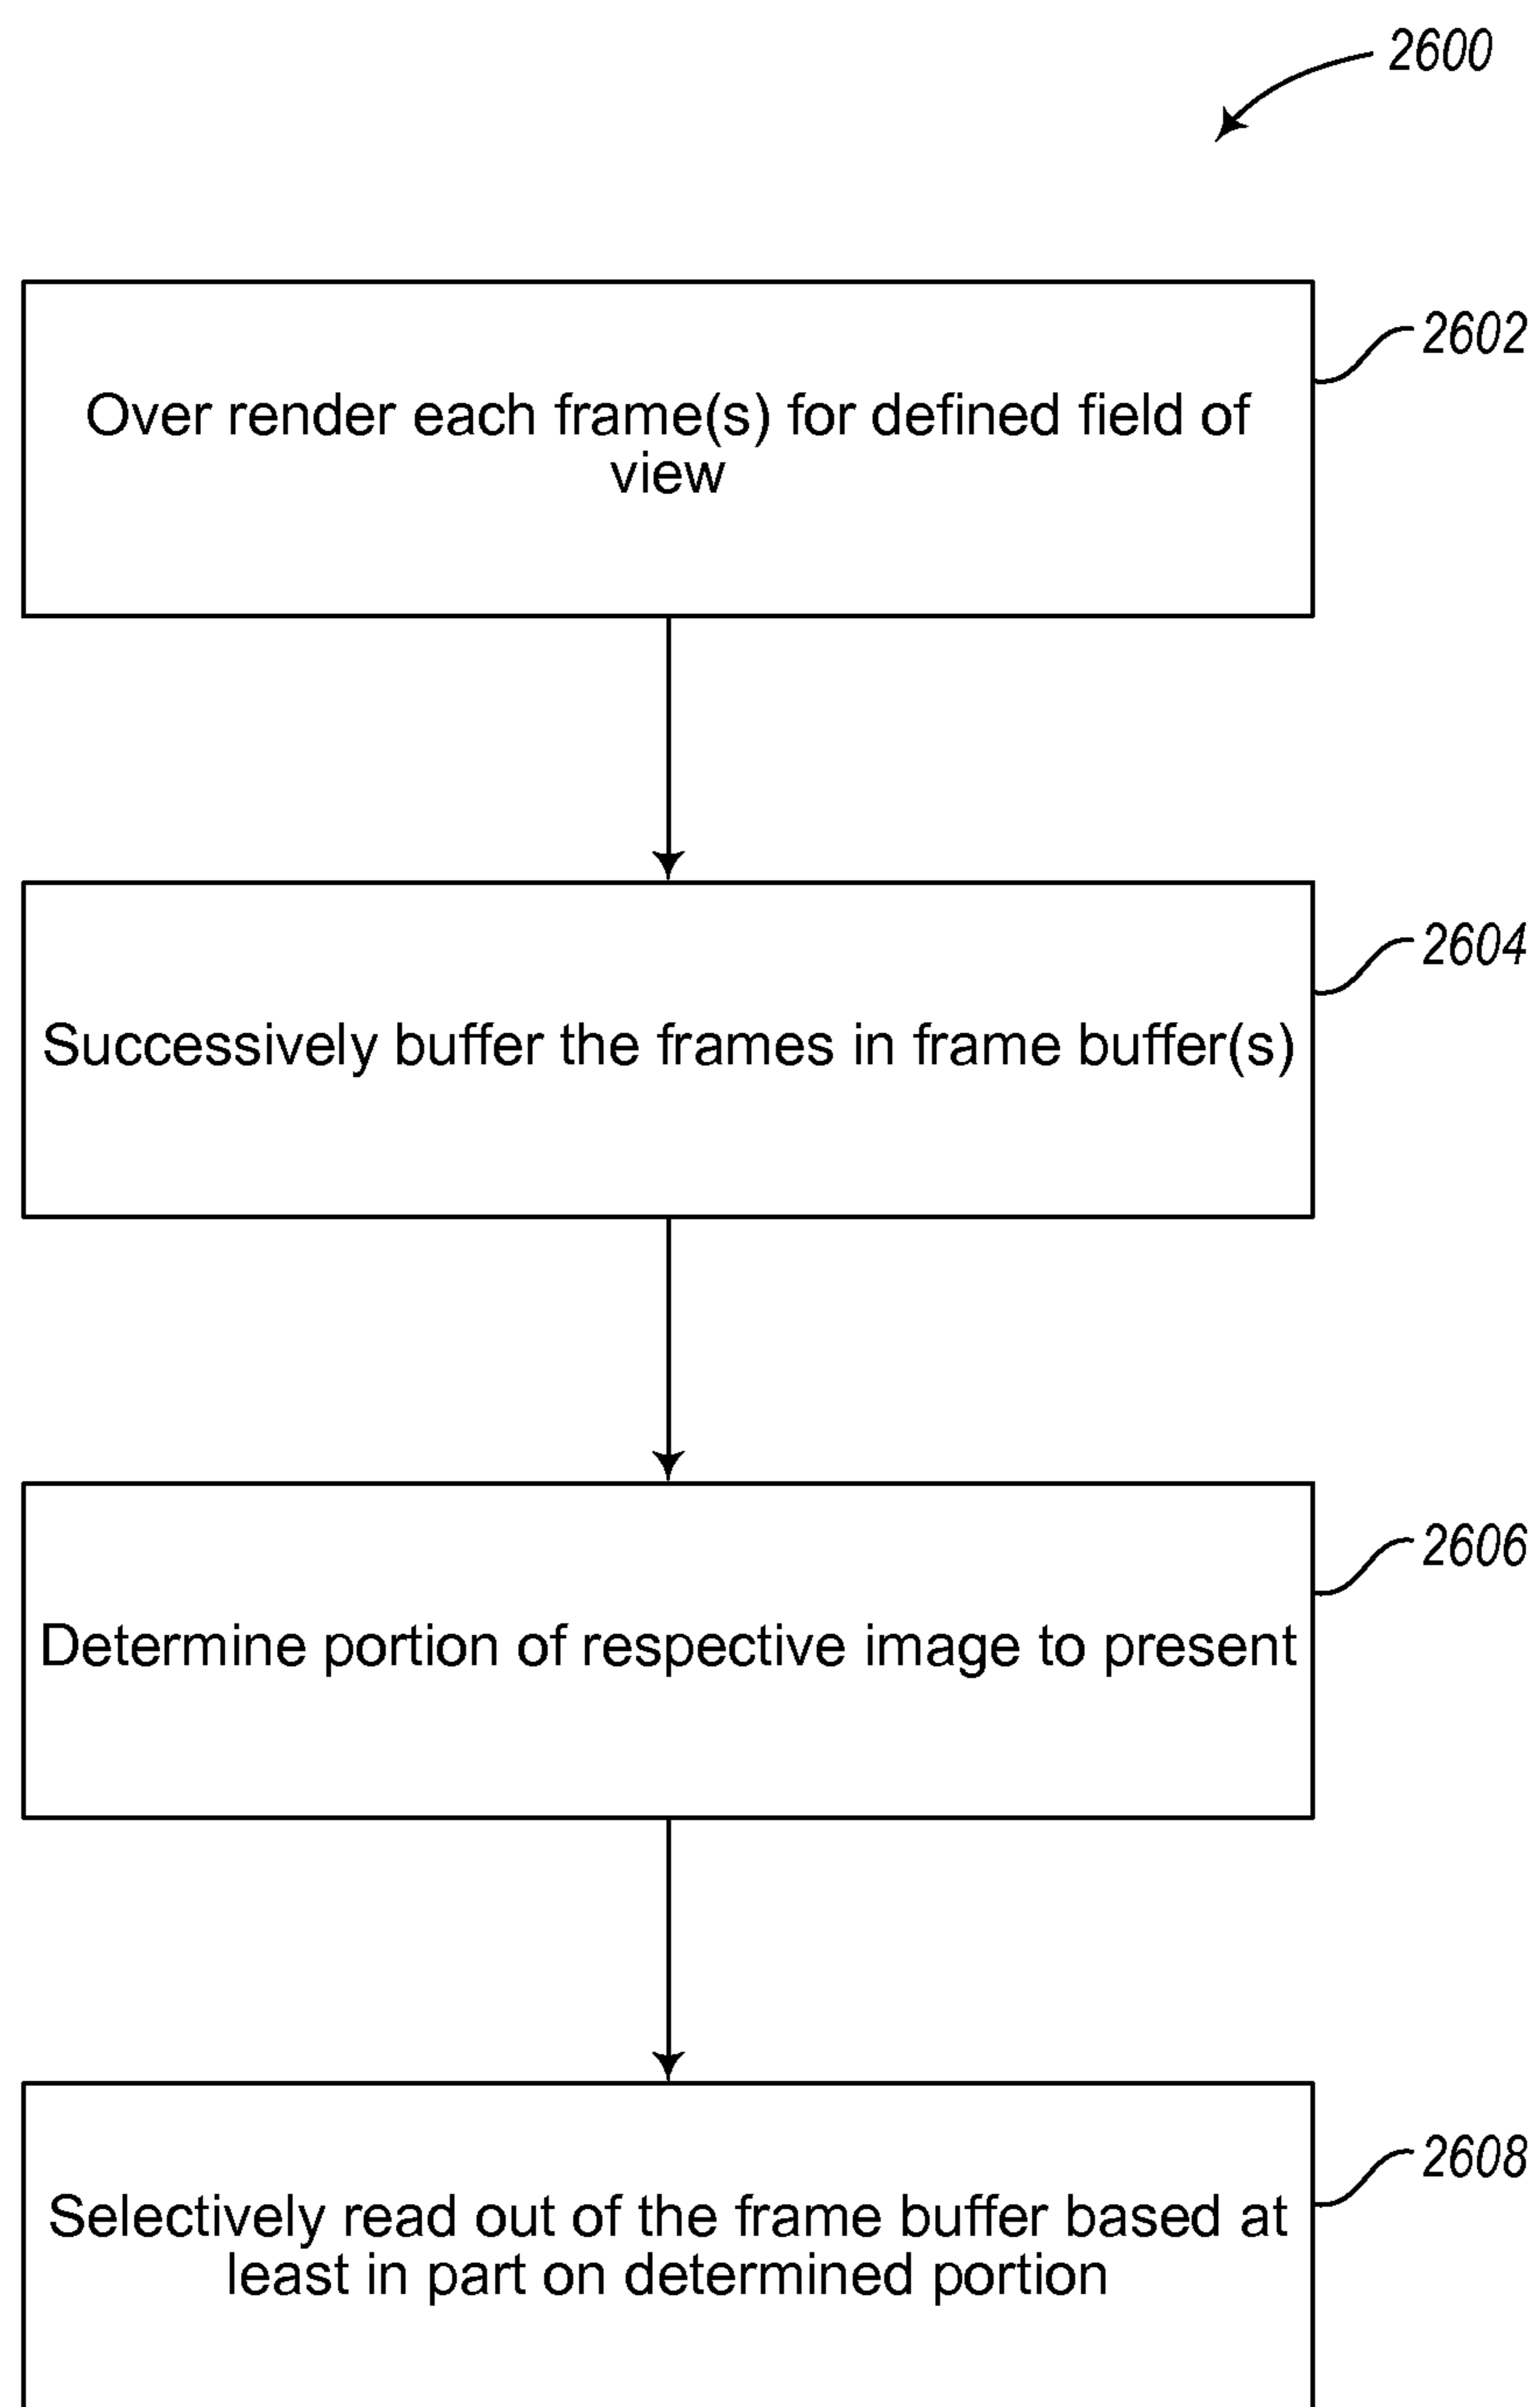 2600
2602
Over render each frame(s) for defined field of
view
2604
Successively buffer the frames in frame buffer(s)
2606
Determine portion of respective image to present
2608
Selectively read out of the frame buffer based at
least in part on determined portion